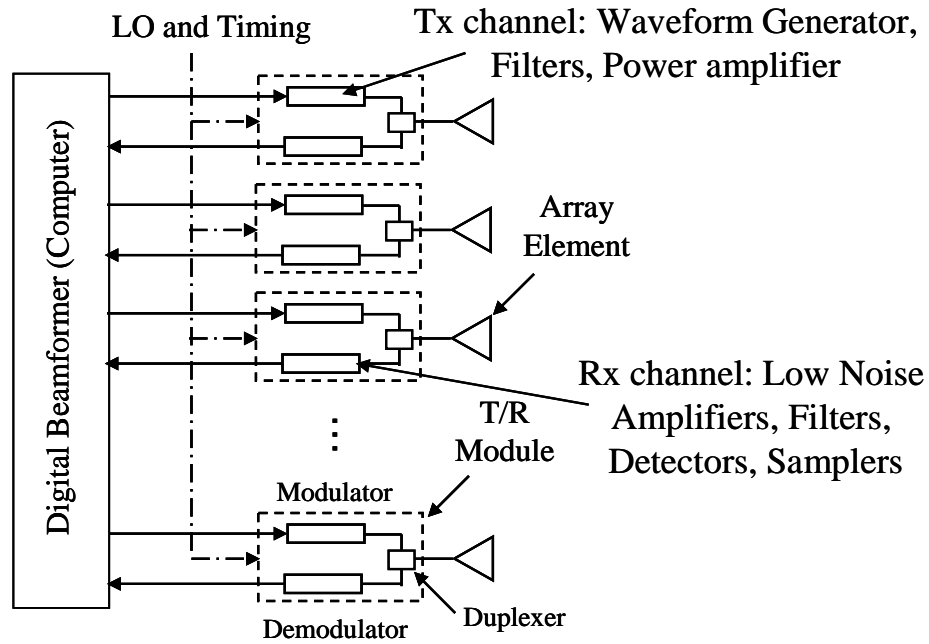 LO and Timing
Tx channel: Waveform Generator,
Filters, Power amplifier
Digital Beamformer (Computer)
Array
Element
Rx channel: Low Noise
Amplifiers, Filters,
Detectors, Samplers
T/R
Module
Modulator
Duplexer
Demodulator